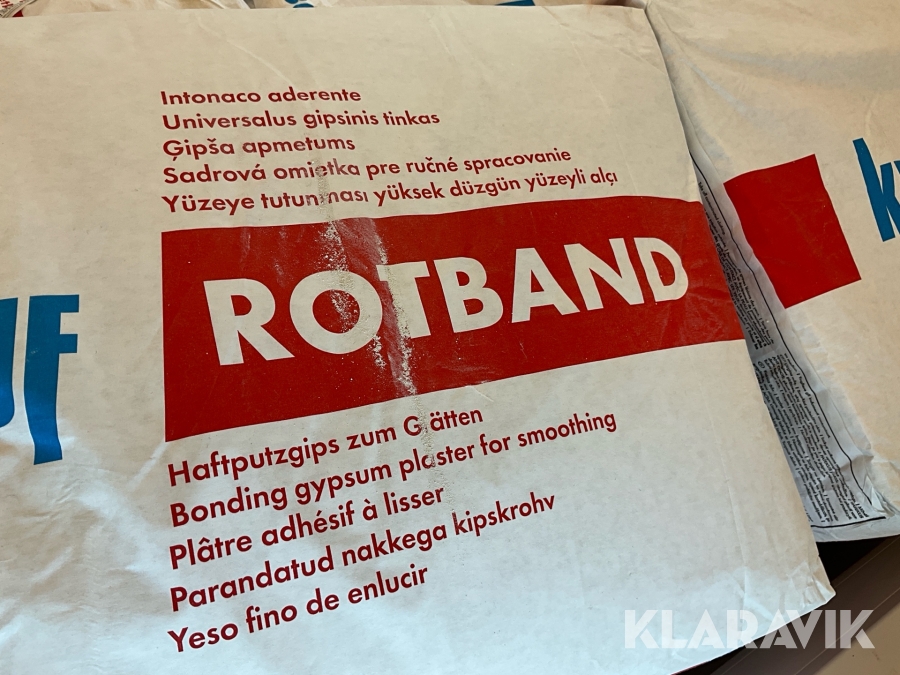 Intonaco aderente
Universalus gipsinis tinkas
Ģipša apmetums
Sadrová omietka pre ručné spracovanie
Yüzeye tutunması yüksek düzgün yüzeyli alçı
ROTBAND
Haftputzgips zum Glätten
Bonding gypsum plaster for smoothing
Plâtre adhésif à lisser
Parandatud nakkega kipskrohv
Yeso fino de enlucir
KLARAVIK